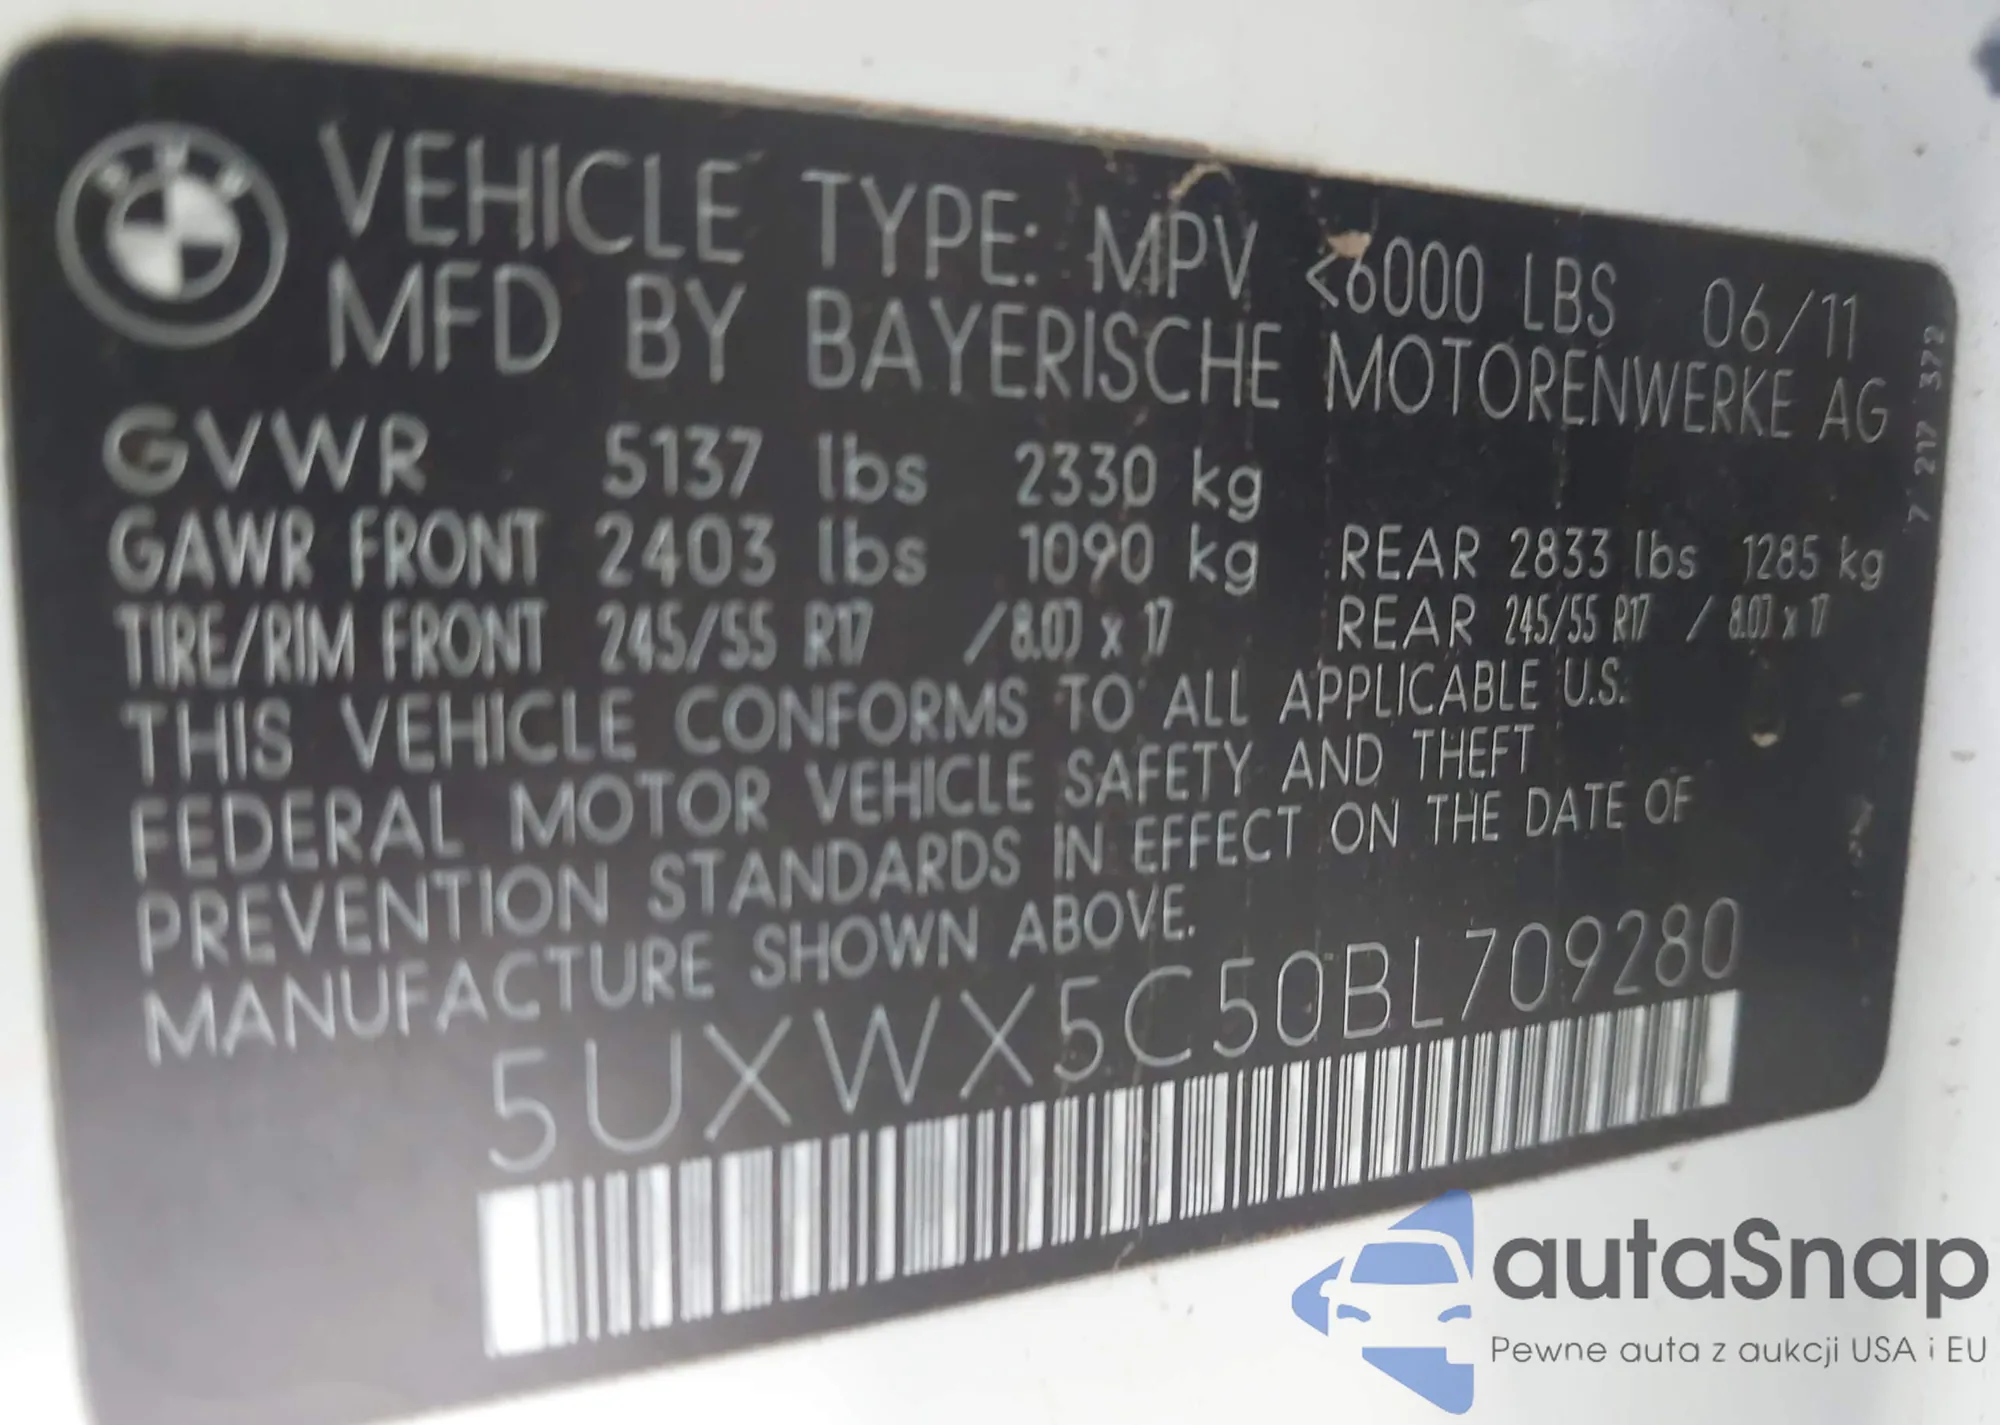 BMW
VEHICLE TYPE: MPV <6000 LBS 06/11
MFD BY BAYERISCHE MOTORENWERKE AG
GVWR 5137 lbs 2330 kg
GAWR FRONT 2403 lbs 1090 kg REAR 2833 lbs 1285 kg
TIRE/RIM FRONT 245/55 R17 /8.0J x 17 REAR 245/55 R17 / 8.0J x 17
THIS VEHICLE CONFORMS TO ALL APPLICABLE U.S.
FEDERAL MOTOR VEHICLE SAFETY AND THEFT
PREVENTION STANDARDS IN EFFECT ON THE DATE OF
MANUFACTURE SHOWN ABOVE.
5UXWX5C50BL709280
7 217 372
autaSnap
Pewne auta z aukcji USA i EU